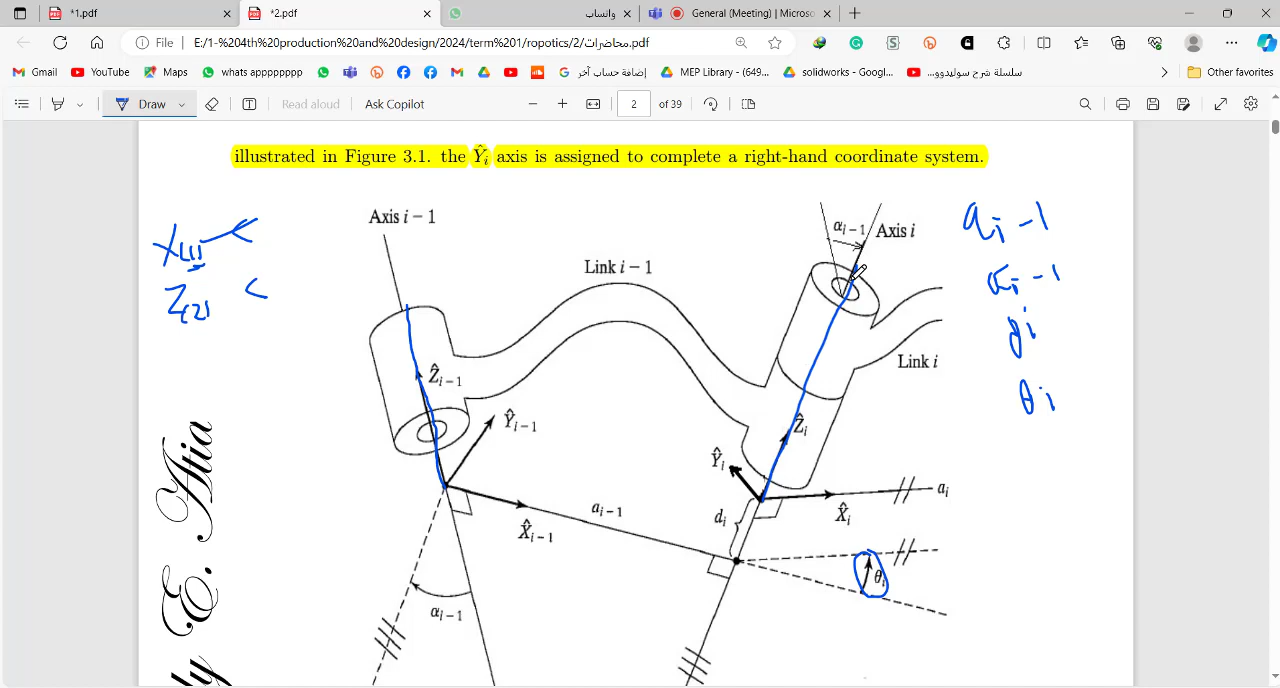 *1.pdf
*2.pdf
واتساب
General (Meeting) | Microso
File
E:/1-%204th%20production%20and%20design/2024/term%201/ropotics/2/محاضرات.pdf
Gmail
YouTube
Maps
whats apppppppp
إضافة حساب آخر
MEP Library - (649...
solidworks - Googl...
سلسلة شرح سوليدوو...
Other favorites
Draw
Read aloud
Ask Copilot
2
of 39
illustrated in Figure 3.1. the Ŷi axis is assigned to complete a right-hand coordinate system.
Axis i − 1
αi−1
Axis i
ai-1
Link i − 1
αi-1
Link i
di
Ẑi−1
θi
Ŷi−1
Ẑi
Ŷi
ai
ai−1
di
X̂i
X̂i−1
θi
αi−1
E. Atia